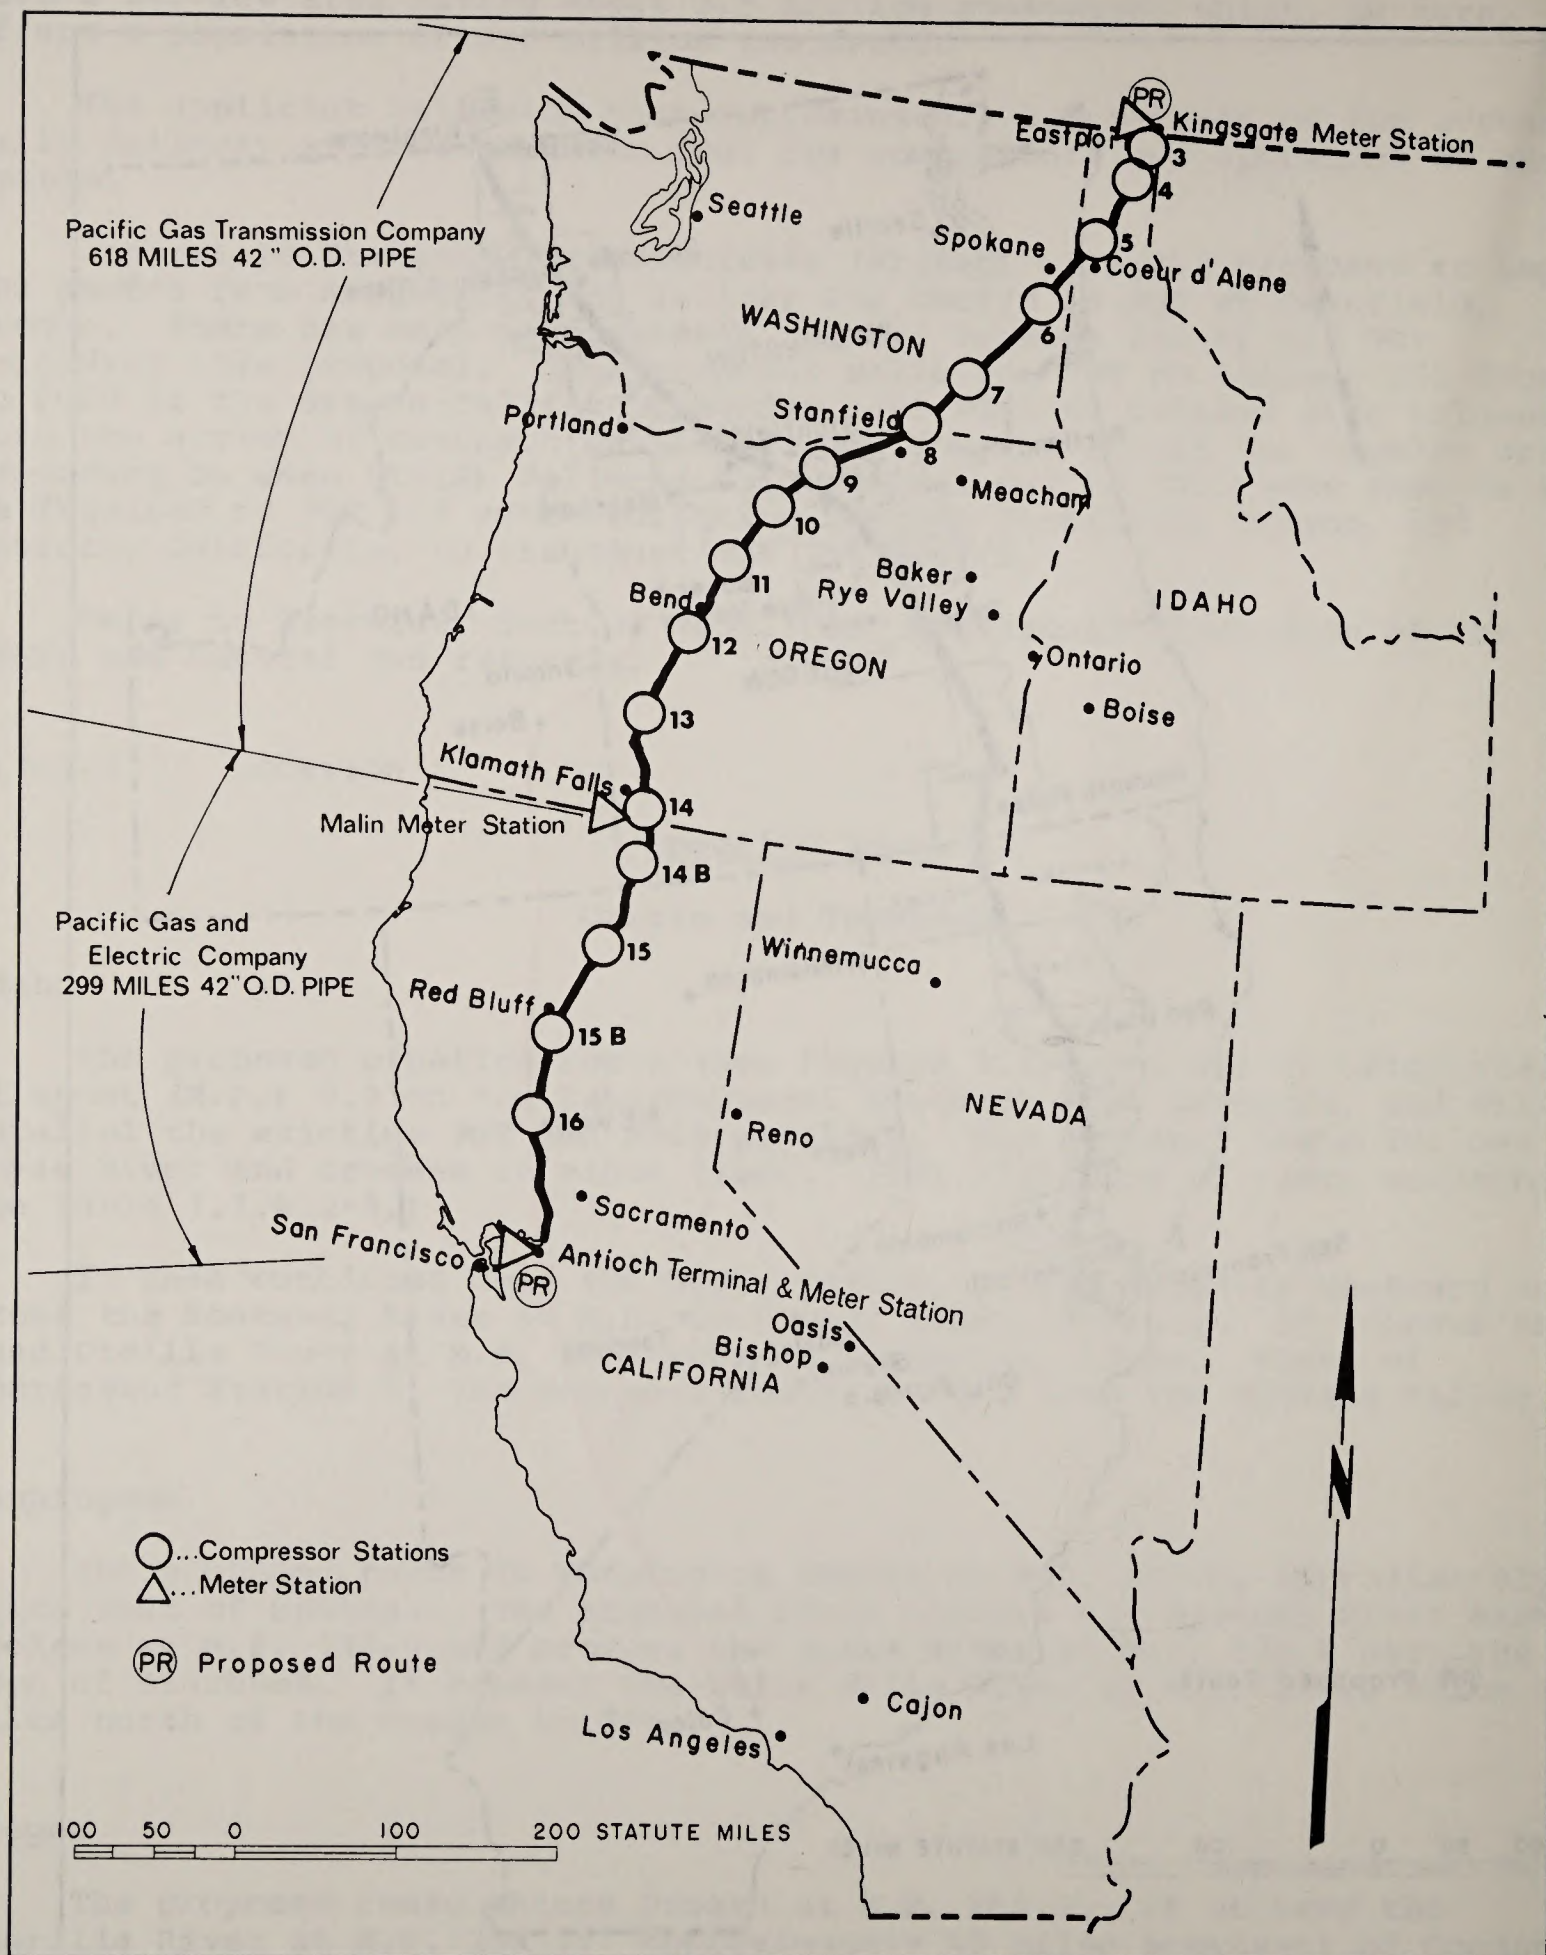 PR
Eastport
Kingsgate Meter Station
3
4
Seattle
Pacific Gas Transmission Company
618 MILES 42" O.D. PIPE
Spokane
5
Coeur d'Alene
WASHINGTON
6
7
Portland
Stanfield
8
9
Meacham
10
11
Baker
Rye Valley
IDAHO
Bend
12
OREGON
Ontario
Boise
13
Klamath Falls
14
Malin Meter Station
14 B
Pacific Gas and
Electric Company
299 MILES 42" O.D. PIPE
15
Winnemucca
Red Bluff
15 B
16
Reno
NEVADA
Sacramento
San Francisco
Antioch Terminal & Meter Station
PR
Oasis
Bishop
CALIFORNIA
N
...Compressor Stations
...Meter Station
PR Proposed Route
Cajon
Los Angeles
100 50 0 100 200 STATUTE MILES